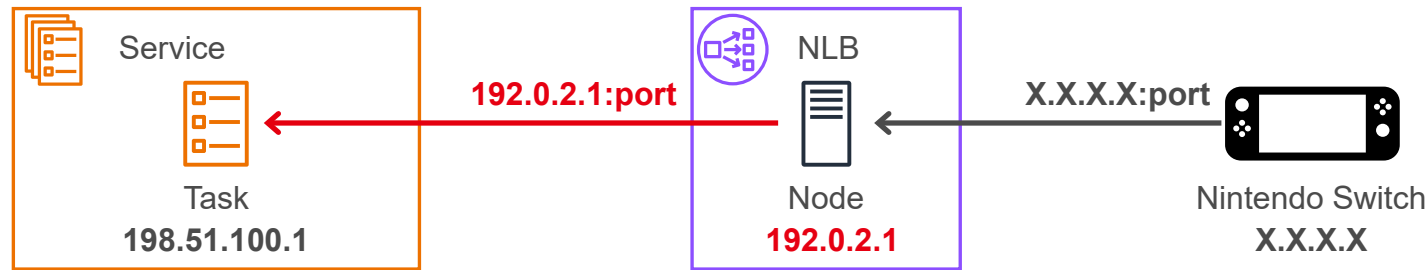 Service
NLB
192.0.2.1:port
X.X.X.X:port
Task
198.51.100.1
Node
192.0.2.1
Nintendo Switch
X.X.X.X